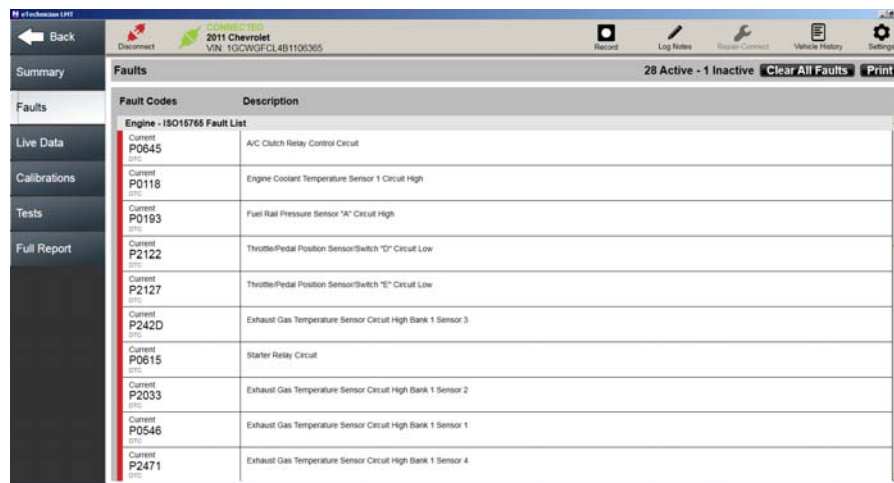 eTechnician LHT
Back
Disconnect
CONNECTED
2011 Chevrolet
VIN: 1GCWGFCL4B1106365
Record
Log Notes
Repair Connect
Vehicle History
Settings
Summary
Faults
Live Data
Calibrations
Tests
Full Report
Faults 28 Active - 1 Inactive Clear All Faults Print
Fault Codes Description
Engine - ISO15765 Fault List
Current
P0645 A/C Clutch Relay Control Circuit
DTC
Current
P0118 Engine Coolant Temperature Sensor 1 Circuit High
DTC
Current
P0193 Fuel Rail Pressure Sensor "A" Circuit High
DTC
Current
P2122 Throttle/Pedal Position Sensor/Switch "D" Circuit Low
DTC
Current
P2127 Throttle/Pedal Position Sensor/Switch "E" Circuit Low
DTC
Current
P242D Exhaust Gas Temperature Sensor Circuit High Bank 1 Sensor 3
DTC
Current
P0615 Starter Relay Circuit
DTC
Current
P2033 Exhaust Gas Temperature Sensor Circuit High Bank 1 Sensor 2
DTC
Current
P0546 Exhaust Gas Temperature Sensor Circuit High Bank 1 Sensor 1
DTC
Current
P2471 Exhaust Gas Temperature Sensor Circuit High Bank 1 Sensor 4
DTC